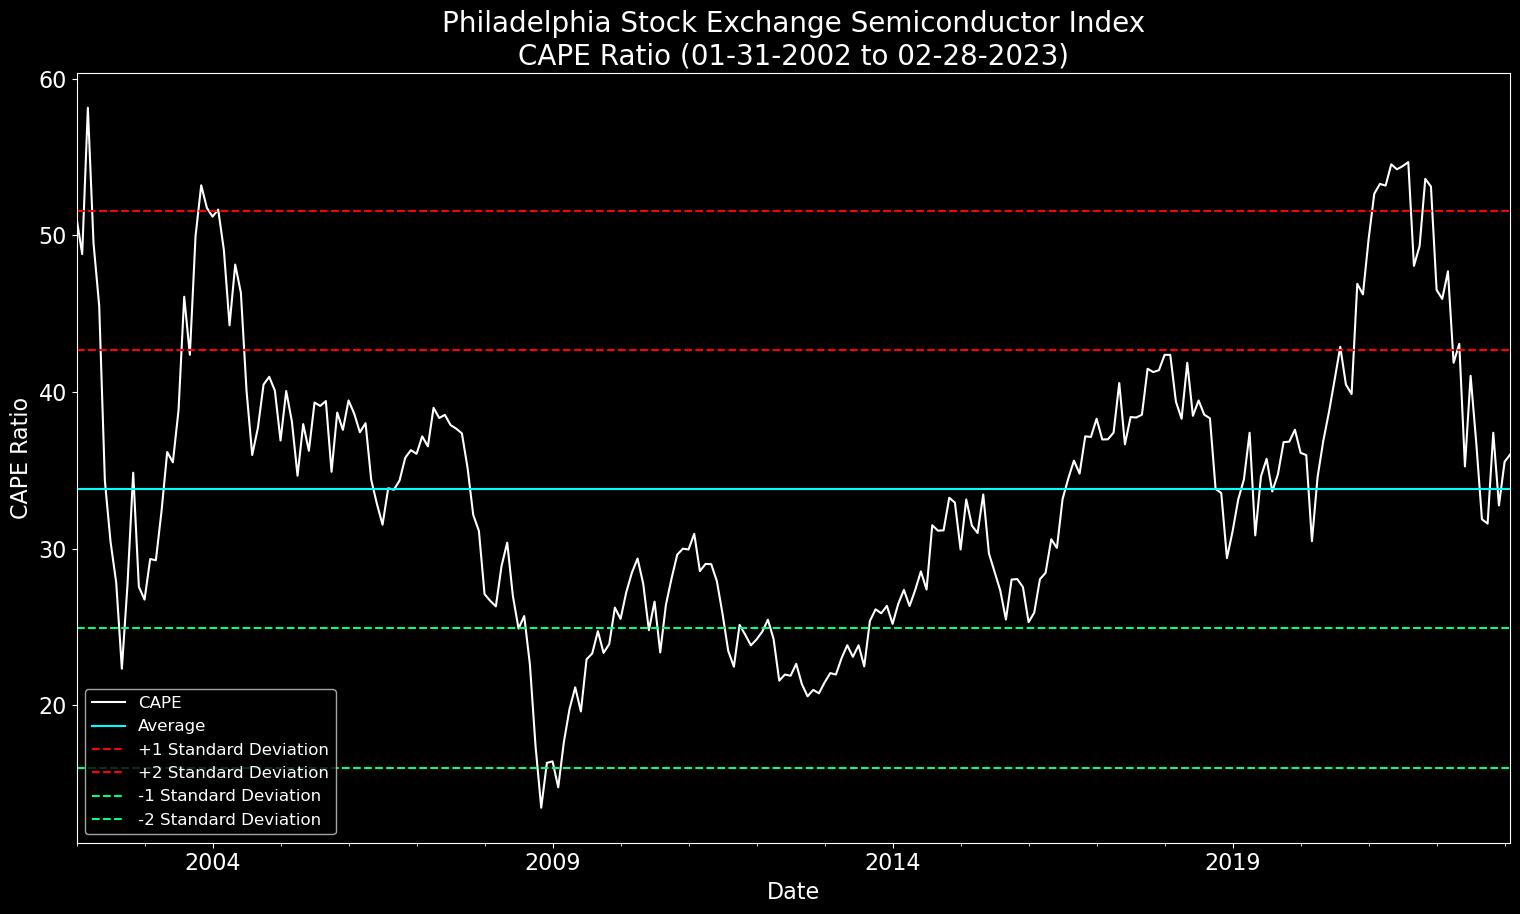 Philadelphia Stock Exchange Semiconductor Index
CAPE Ratio (01-31-2002 to 02-28-2023)
60
50
40
30
20
CAPE Ratio
CAPE
Average
+1 Standard Deviation
+2 Standard Deviation
-1 Standard Deviation
-2 Standard Deviation
2004 2009 2014 2019
Date